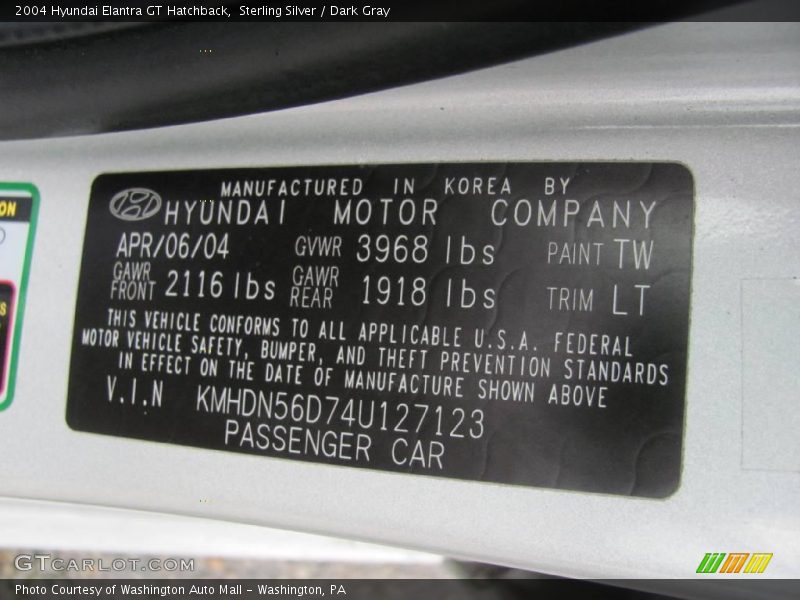 2004 Hyundai Elantra GT Hatchback, Sterling Silver / Dark Gray
ON
MANUFACTURED IN KOREA BY
HYUNDAI MOTOR COMPANY
APR/06/04 GVWR 3968 lbs PAINT TW
GAWR FRONT 2116 lbs GAWR REAR 1918 lbs TRIM LT
THIS VEHICLE CONFORMS TO ALL APPLICABLE U.S.A. FEDERAL
MOTOR VEHICLE SAFETY, BUMPER, AND THEFT PREVENTION STANDARDS
IN EFFECT ON THE DATE OF MANUFACTURE SHOWN ABOVE
V.I.N KMHDN56D74U127123
PASSENGER CAR
GTCARLOT.COM
Photo Courtesy of Washington Auto Mall - Washington, PA